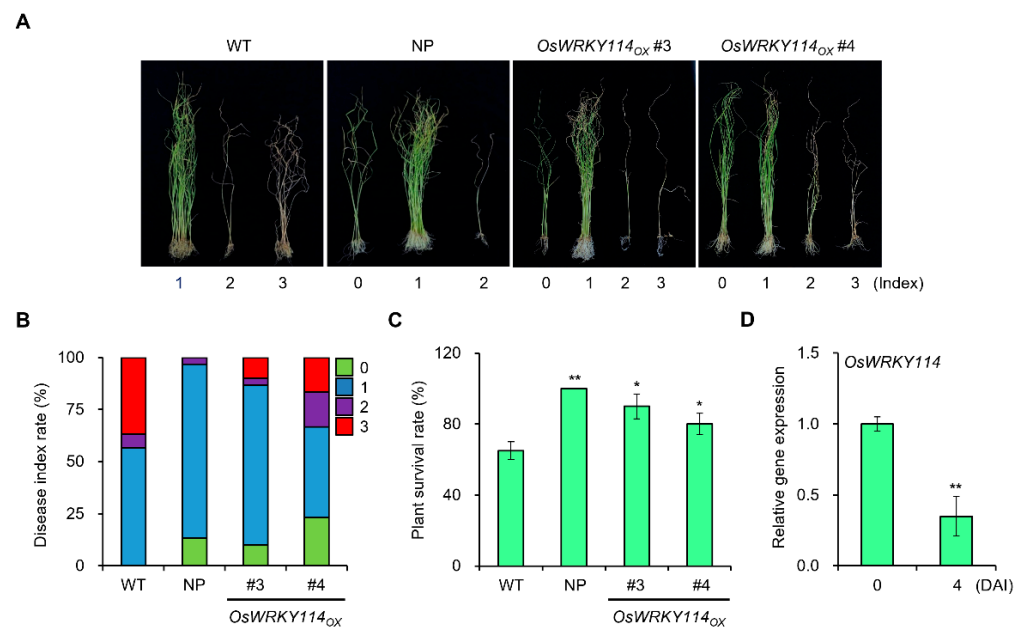 A
WT NP OsWRKY114OX #3 OsWRKY114OX #4
1 2 3 0 1 2 0 1 2 3 0 1 2 3 (Index)
B
Disease index rate (%)
100
75
50
25
0
0
1
2
3
WT NP #3 #4
OsWRKY114OX
C
Plant survival rate (%)
120
80
40
0
** * *
WT NP #3 #4
OsWRKY114OX
D
Relative gene expression
1.5
1.0
0.5
0.0
OsWRKY114
**
0 4 (DAI)